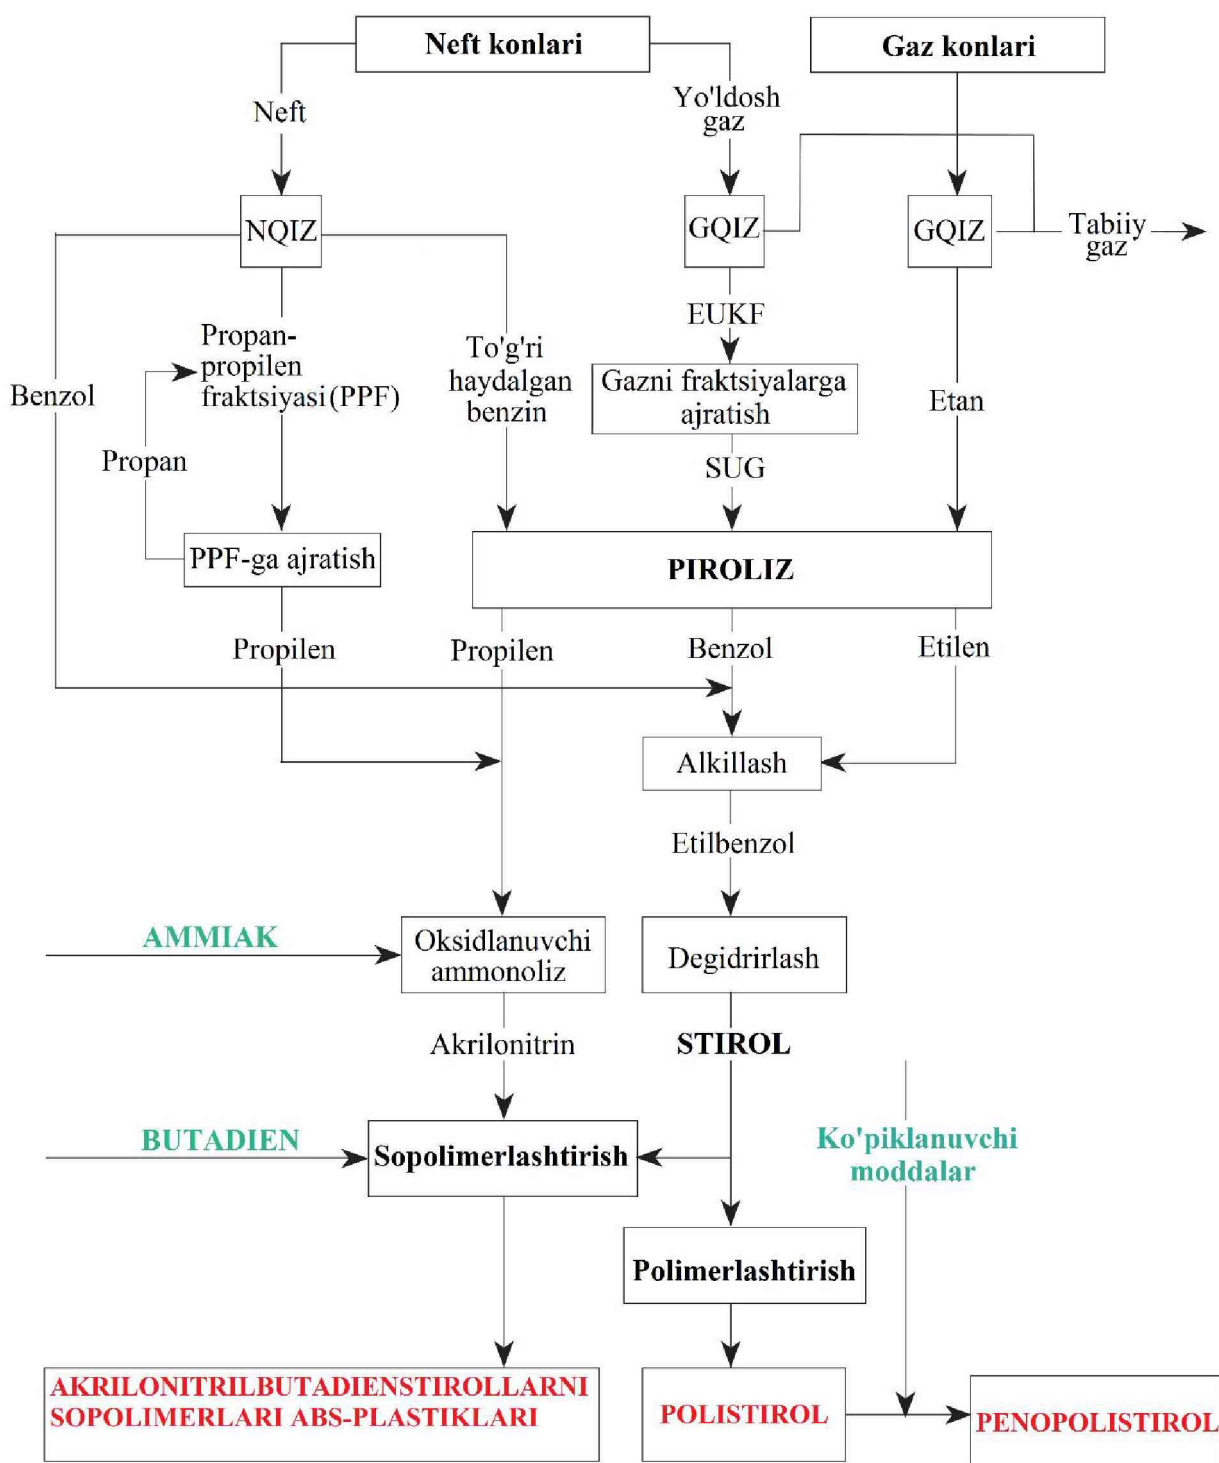 Neft konlari
Gaz konlari
Neft
Yo'ldosh
gaz
NQIZ
GQIZ
GQIZ
Tabiiy
gaz
Benzol
Propan-
propilen
fraktsiyasi (PPF)
To'g'ri
haydalgan
benzin
EUKF
Gazni fraktsiyalarga
ajratish
Etan
Propan
SUG
PPF-ga ajratish
PIROLIZ
Propilen
Propilen
Benzol
Etilen
Alkillash
Etilbenzol
AMMIAK
Oksidlanuvchi
ammonoliz
Degidrirlash
Akrilonitrin
STIROL
BUTADIEN
Sopolimerlashtirish
Ko'piklanuvchi
moddalar
Polimerlashtirish
AKRILONITRILBUTADIENSTIROLLARNI
SOPOLIMERLARI ABS-PLASTIKLARI
POLISTIROL
PENOPOLISTIROL